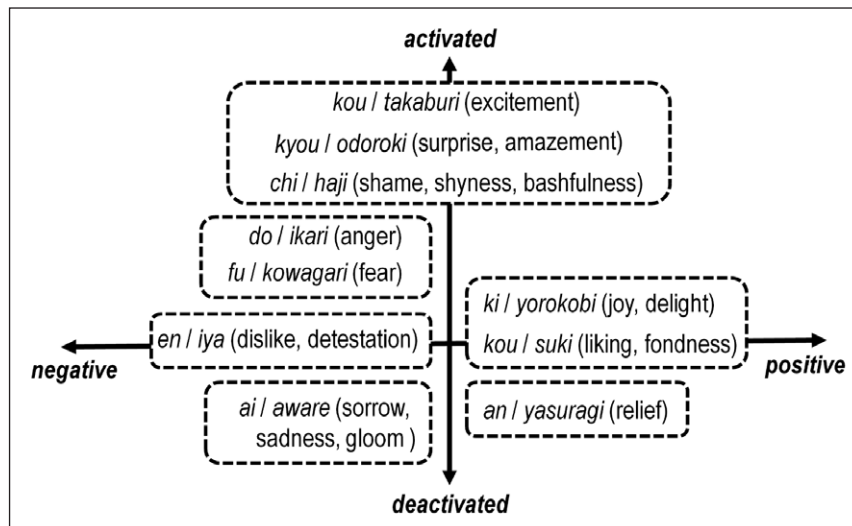 activated
kou / takaburi (excitement)
kyou / odoroki (surprise, amazement)
chi / haji (shame, shyness, bashfulness)
do / ikari (anger)
fu / kowagari (fear)
ki / yorokobi (joy, delight)
en / iya (dislike, detestation)
kou / suki (liking, fondness)
negative
positive
ai / aware (sorrow,
sadness, gloom )
an / yasuragi (relief)
deactivated